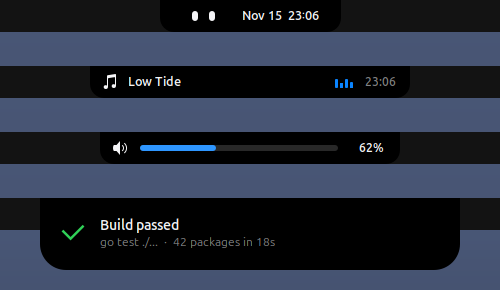 Nov 15 23:06
Low Tide 23:06
62%
Build passed
go test ./... · 42 packages in 18s